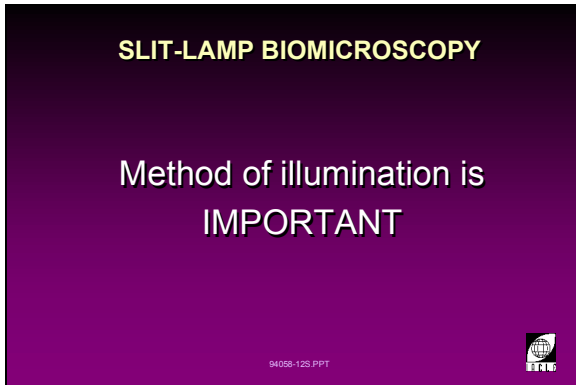 SLIT-LAMP BIOMICROSCOPY
Method of illumination is
IMPORTANT
94058-12S.PPT